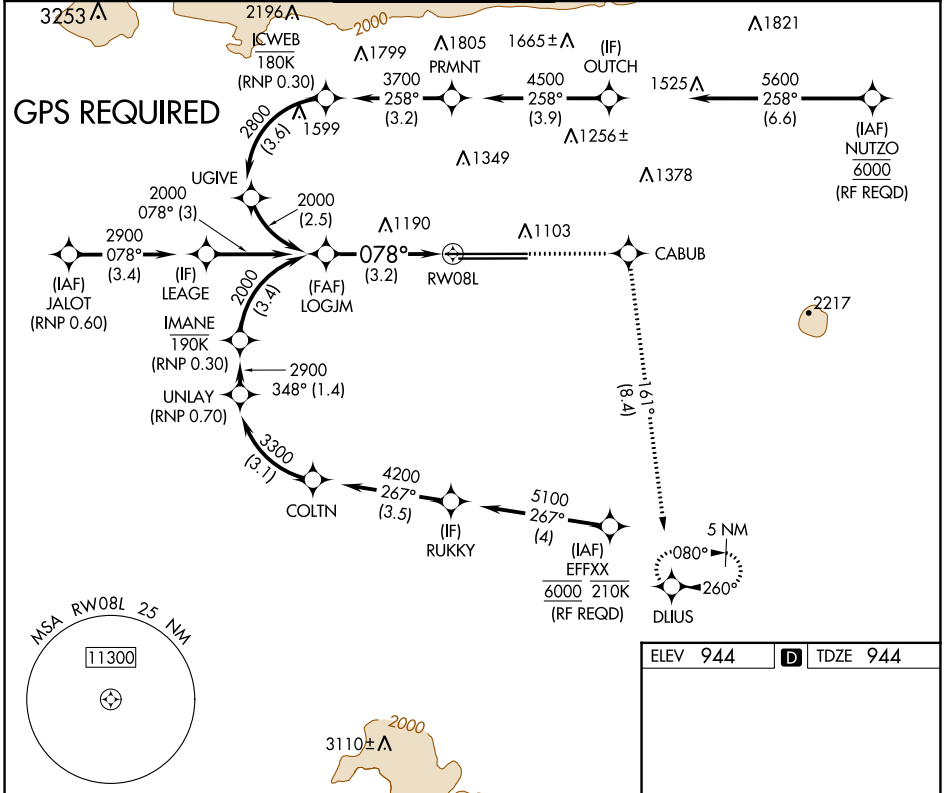 3253
2196
2000
1821
ICWEB
180K
(RNP 0.30)
1799
1805
PRMNT
1665±
(IF)
OUTCH
GPS REQUIRED
3700
258°
(3.2)
4500
258°
(3.9)
1525
5600
258°
(6.6)
2800
(3.6)
1599
1256±
(IAF)
NUTZO
6000
(RF REQD)
1349
1378
UGIVE
2000
(2.5)
2000
078° (3)
1190
1103
2900
078°
(3.4)
078°
(3.2)
CABUB
(IAF)
JALOT
(RNP 0.60)
(IF)
LEAGE
(FAF)
LOGJM
RW08L
2000
(3.4)
2217
IMANE
190K
(RNP 0.30)
2900
348° (1.4)
UNLAY
(RNP 0.70)
161°
(8.4)
3300
(3.1)
COLTN
4200
267°
(3.5)
(IF)
RUKKY
5100
267°
(4)
(IAF)
EFFXX
6000 210K
(RF REQD)
5 NM
080°
260°
DLIUS
MSA RW08L 25 NM
11300
ELEV 944 D TDZE 944
2000
3110±